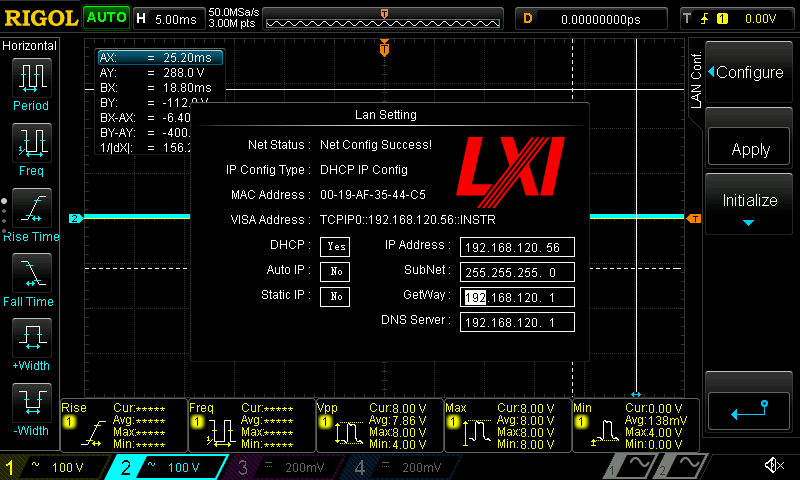 RIGOL AUTO H 5.00ms 50.0MSa/s 3.00M pts D 0.00000000ps T 1 0.00V
Horizontal
Period
Freq
Rise Time
Fall Time
+Width
-Width
AX: = 25.20ms
AY: = 288.0 V
BX: = 18.80ms
BY: = -112.
BX-AX: = -6.40
BY-AY: = -400.
1/|dX|: = 156.2
Lan Setting
Net Status : Net Config Success!
IP Config Type : DHCP IP Config
MAC Address : 00-19-AF-35-44-C5
VISA Address : TCPIP0::192.168.120.56::INSTR
LXI
DHCP : Yes IP Address : 192.168.120. 56
Auto IP : No SubNet : 255.255.255. 0
Static IP : No GetWay : 192.168.120. 1
DNS Server : 192.168.120. 1
LAN Conf.
Configure
Apply
Initialize
T
T
2
T
Rise 1 Cur:***** Avg:***** Max:***** Min:*****
Freq 1 Cur:***** Avg:***** Max:***** Min:*****
Vpp 1 Cur:8.00 V Avg:7.86 V Max:8.00 V Min:4.00 V
Max 1 Cur:8.00 V Avg:8.00 V Max:8.00 V Min:8.00 V
Min 1 Cur:0.00 V Avg:138mV Max:4.00 V Min:0.00 V
1 ~ 100 V 2 ~ 100 V 3 = 200mV 4 = 200mV 1 2